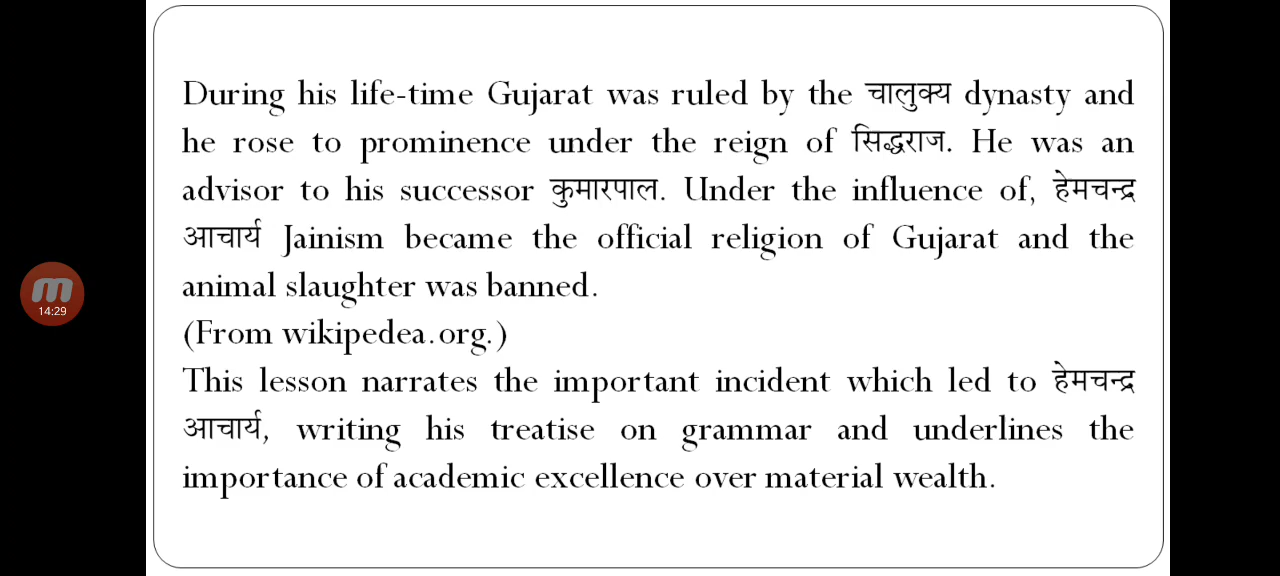 During his life-time Gujarat was ruled by the चालुक्य dynasty and
he rose to prominence under the reign of सिद्धराज. He was an
advisor to his successor कुमारपाल. Under the influence of, हेमचन्द्र
आचार्य Jainism became the official religion of Gujarat and the
animal slaughter was banned.
(From wikipedea.org.)
This lesson narrates the important incident which led to हेमचन्द्र
आचार्य, writing his treatise on grammar and underlines the
importance of academic excellence over material wealth.
14:29